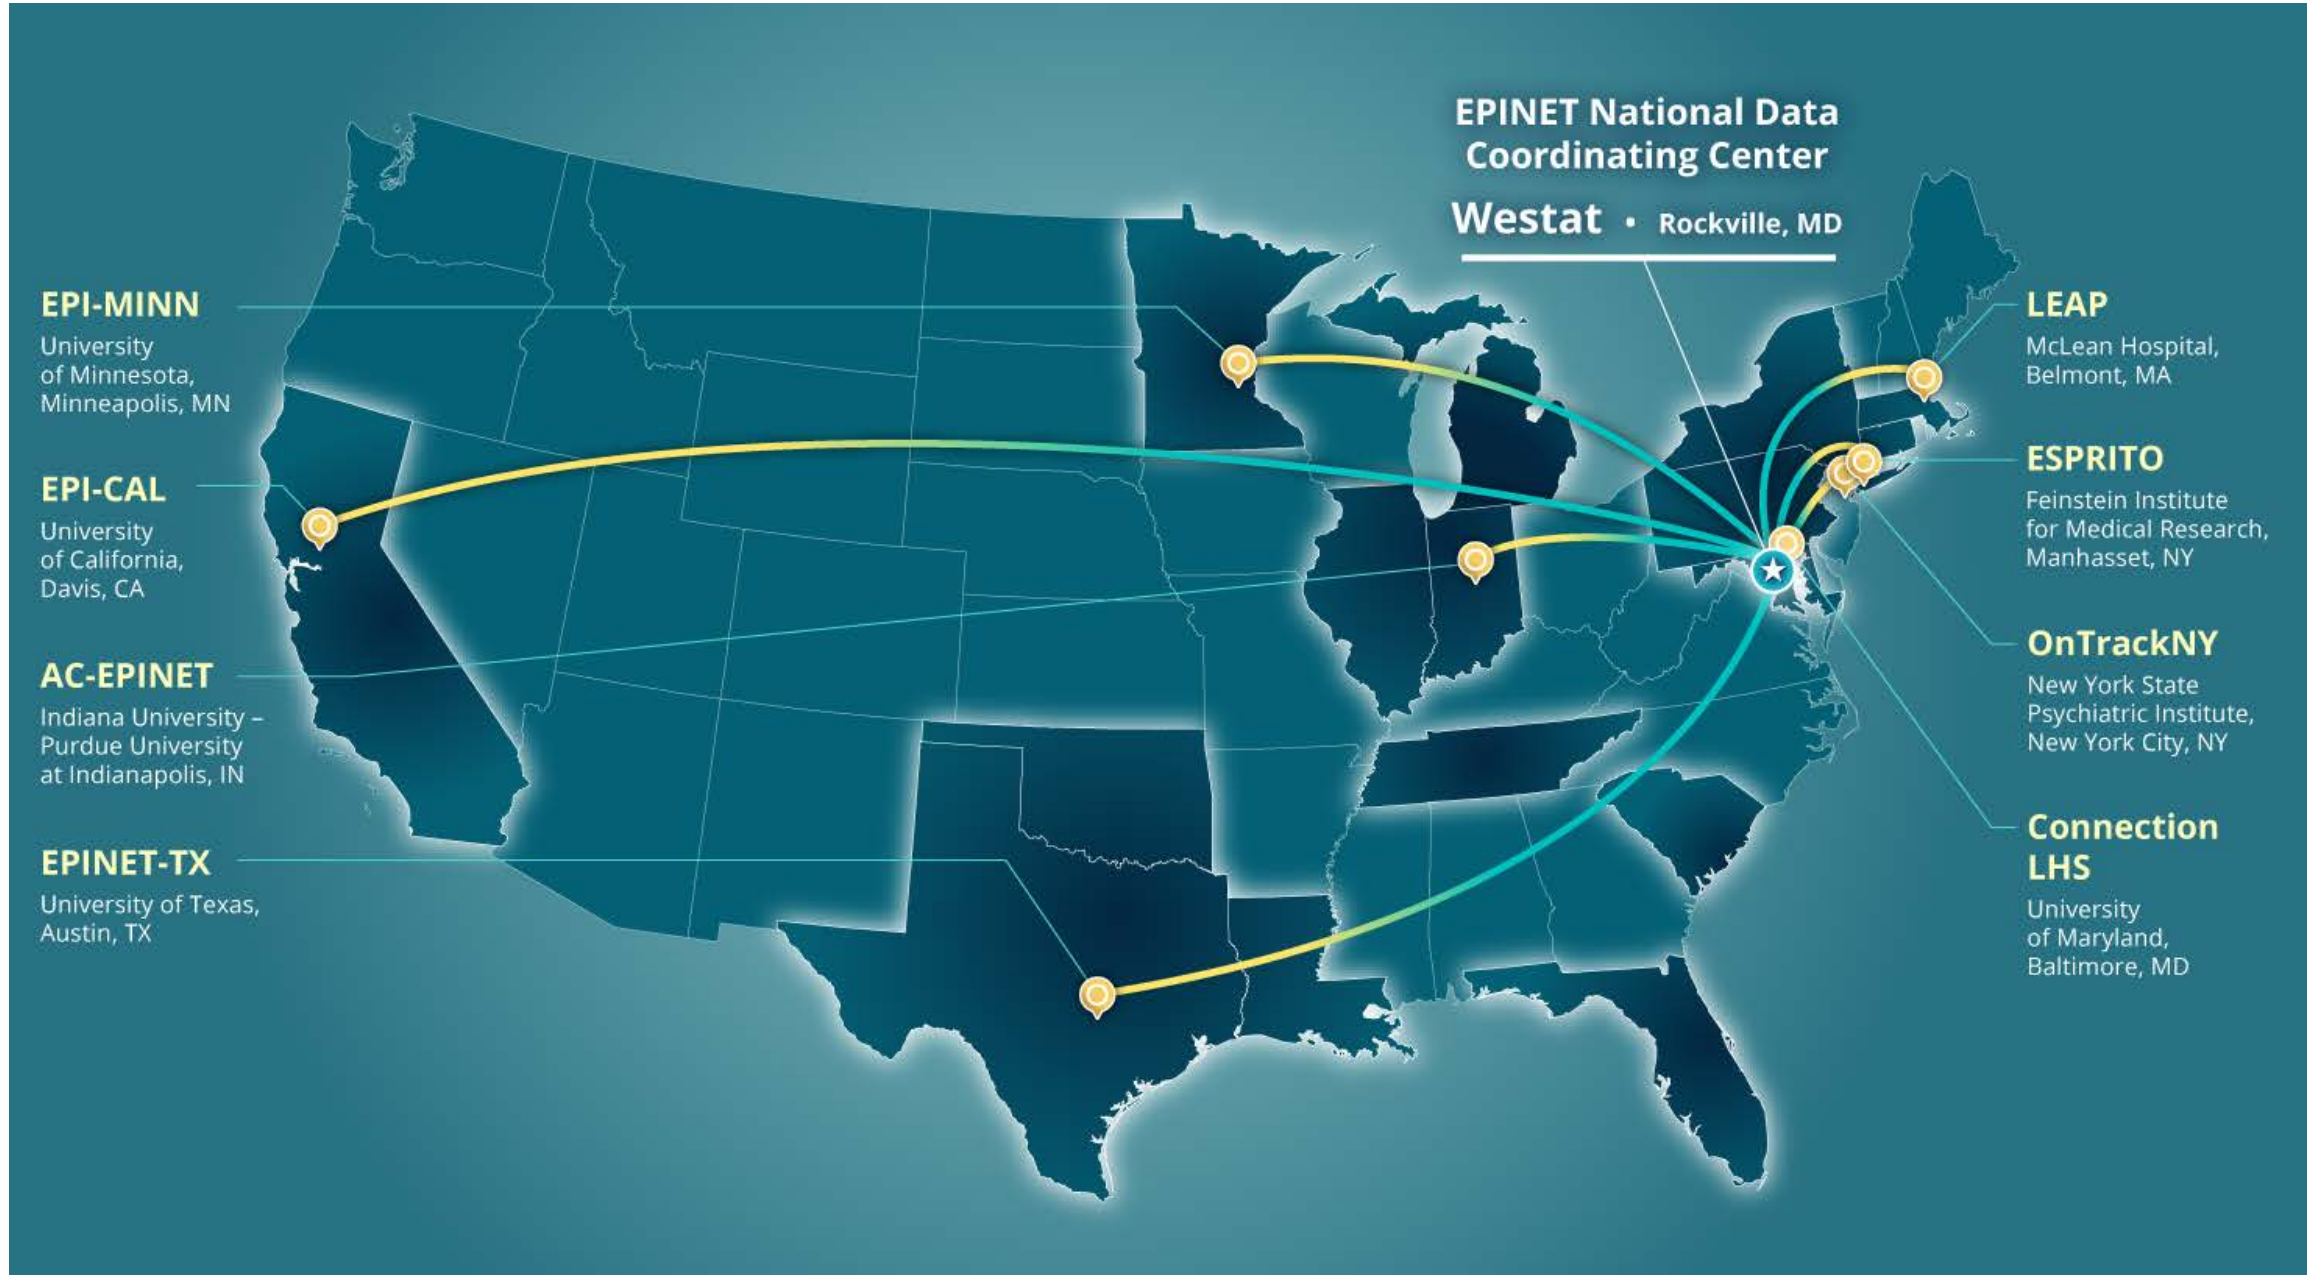 EPINET National Data
Coordinating Center
Westat • Rockville, MD
EPI-MINN
University
of Minnesota,
Minneapolis, MN
EPI-CAL
University
of California,
Davis, CA
AC-EPINET
Indiana University –
Purdue University
at Indianapolis, IN
EPINET-TX
University of Texas,
Austin, TX
LEAP
McLean Hospital,
Belmont, MA
ESPRITO
Feinstein Institute
for Medical Research,
Manhasset, NY
OnTrackNY
New York State
Psychiatric Institute,
New York City, NY
Connection
LHS
University
of Maryland,
Baltimore, MD